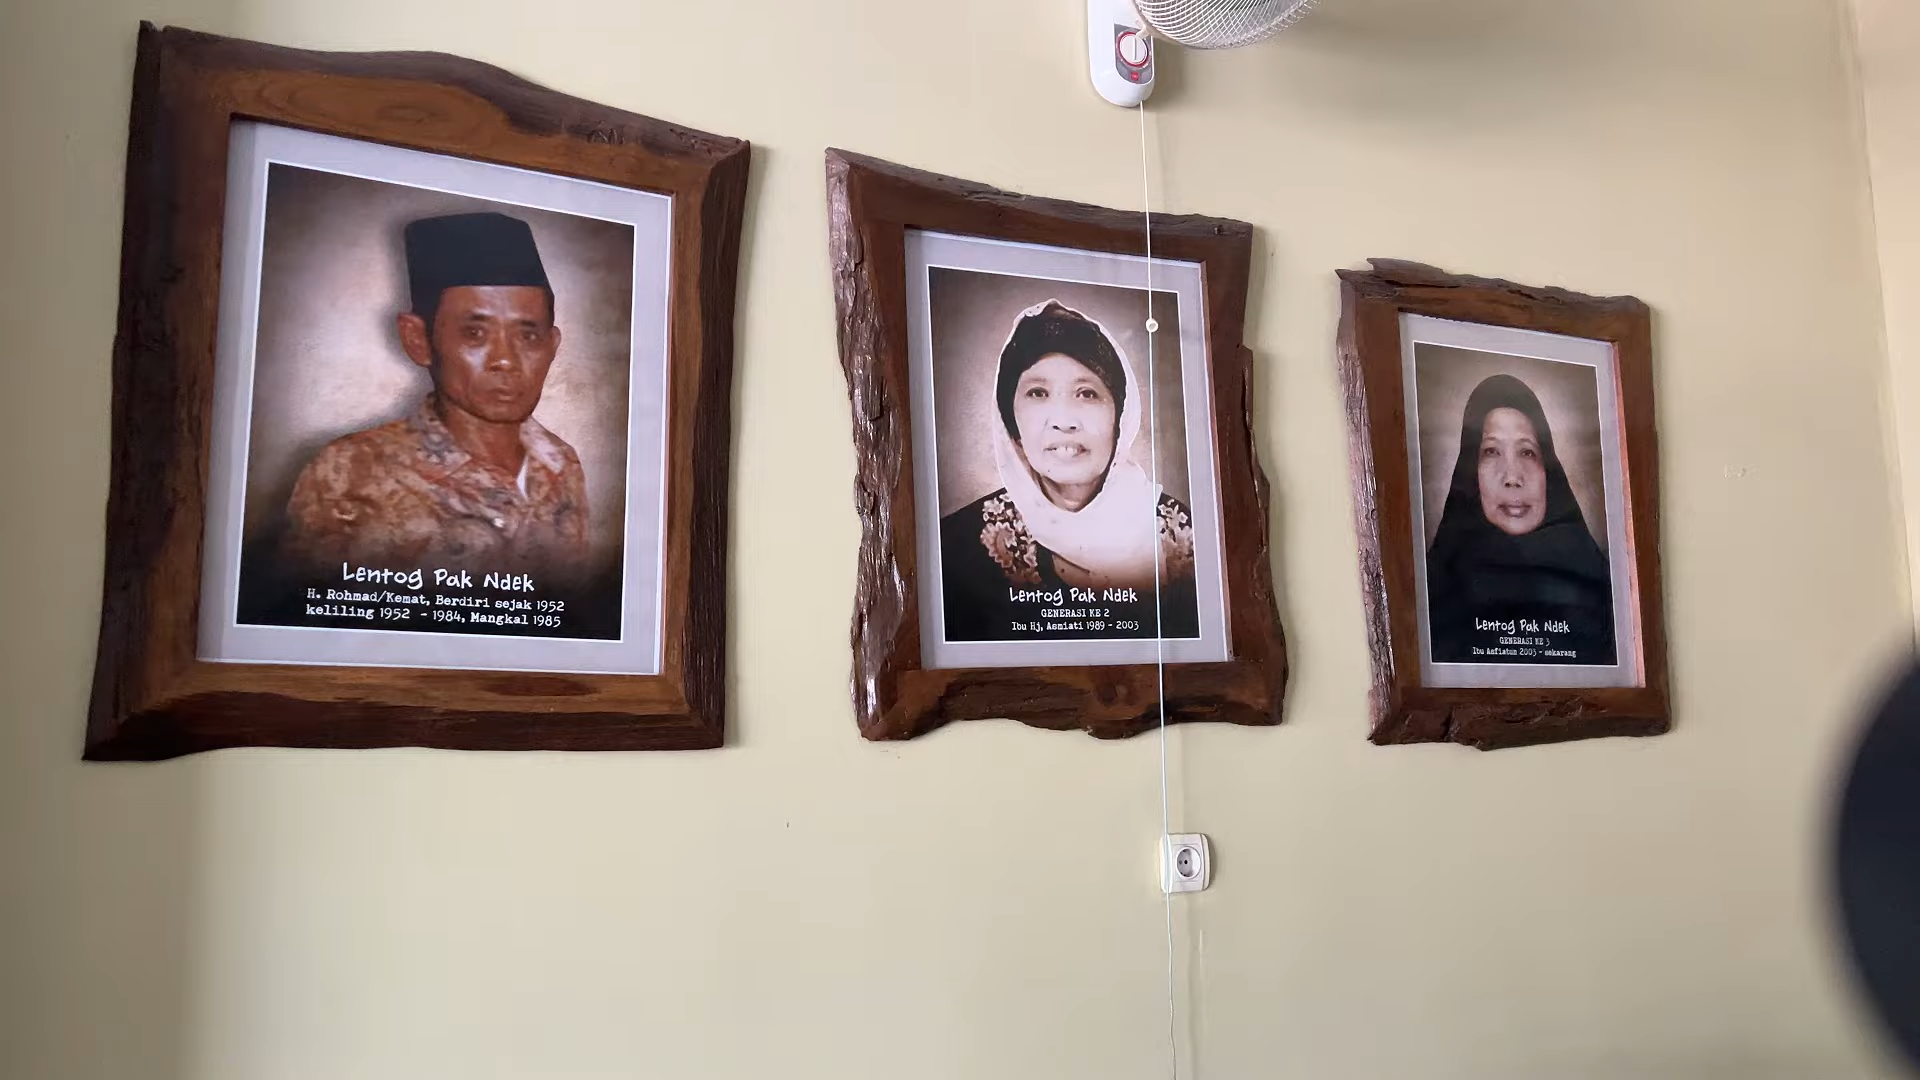 Lentog Pak Ndek
H. Rohmad/Kemat, Berdiri sejak 1952
keliling 1952 - 1984, Mangkal 1985
Lentog Pak Ndek
GENERASI KE 2
Ibu Hj, Asmiati 1989 - 2003
Lentog Pak Ndek
GENERASI KE 3
Ibu Asfiatun 2003 - sekarang